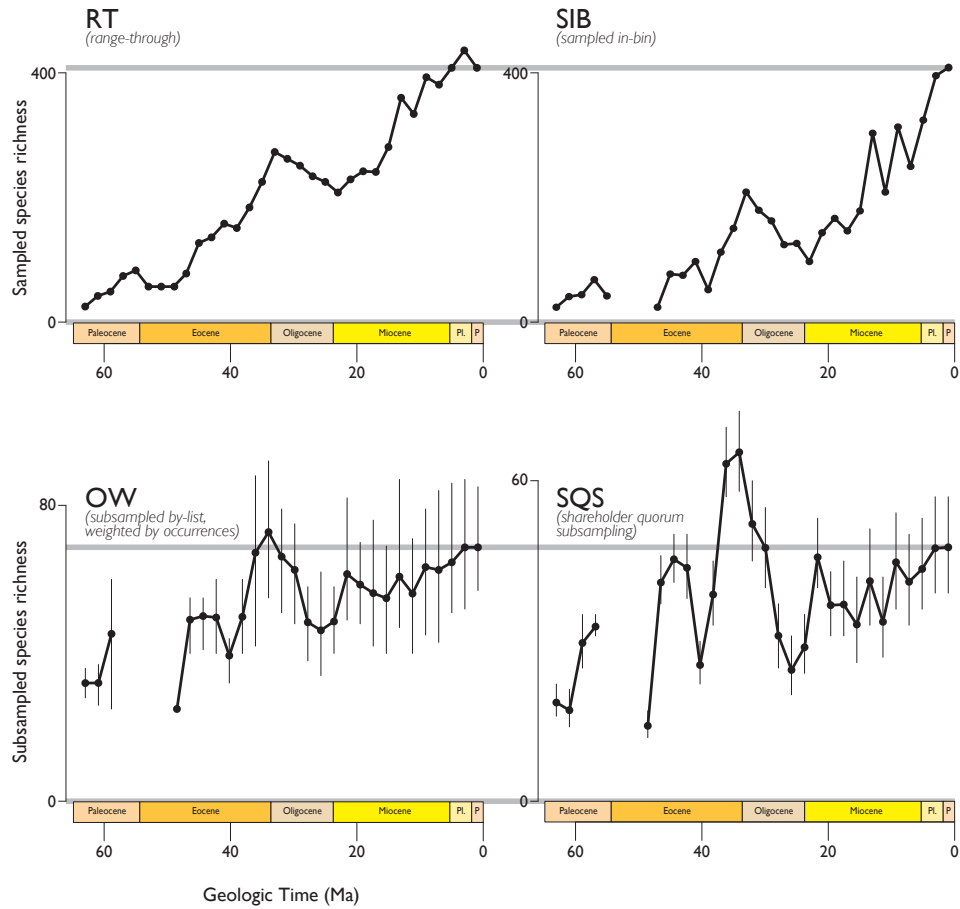 RT
(range-through)
SIB
(sampled in-bin)
Sampled species richness
400
0
400
0
Paleocene Eocene Oligocene Miocene Pl. P
Paleocene Eocene Oligocene Miocene Pl. P
60 40 20 0
60 40 20 0
OW
(subsampled by-list,
weighted by occurrences)
SQS
(shareholder quorum
subsampling)
Subsampled species richness
80
0
60
0
Paleocene Eocene Oligocene Miocene Pl. P
Paleocene Eocene Oligocene Miocene Pl. P
60 40 20 0
60 40 20 0
Geologic Time (Ma)